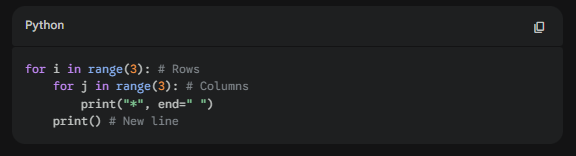 Python
for i in range(3): # Rows
    for j in range(3): # Columns
        print("*", end=" ")
    print() # New line